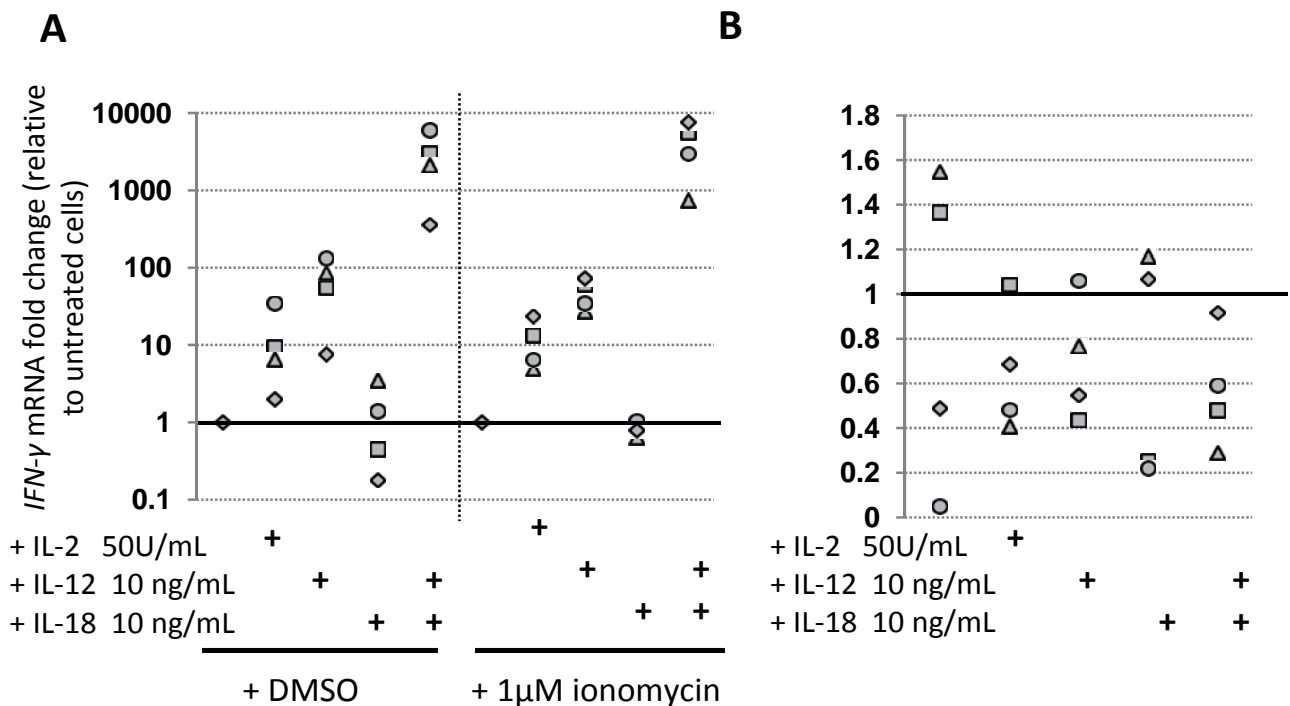 A
B
IFN-γ mRNA fold change (relative
to untreated cells)
10000
1000
100
10
1
0.1
1.8
1.6
1.4
1.2
1
0.8
0.6
0.4
0.2
0
+ IL-2 50U/mL + +
+ IL-12 10 ng/mL + + + +
+ IL-18 10 ng/mL + + + +
+ DMSO
+ 1μM ionomycin
+ IL-2 50U/mL +
+ IL-12 10 ng/mL + +
+ IL-18 10 ng/mL + +